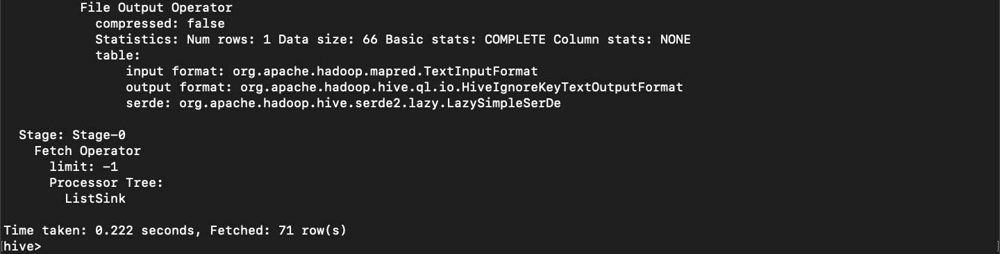 File Output Operator
compressed: false
Statistics: Num rows: 1 Data size: 66 Basic stats: COMPLETE Column stats: NONE
table:
input format: org.apache.hadoop.mapred.TextInputFormat
output format: org.apache.hadoop.hive.ql.io.HiveIgnoreKeyTextOutputFormat
serde: org.apache.hadoop.hive.serde2.lazy.LazySimpleSerDe
Stage: Stage-0
Fetch Operator
limit: -1
Processor Tree:
ListSink
Time taken: 0.222 seconds, Fetched: 71 row(s)
[hive> ]